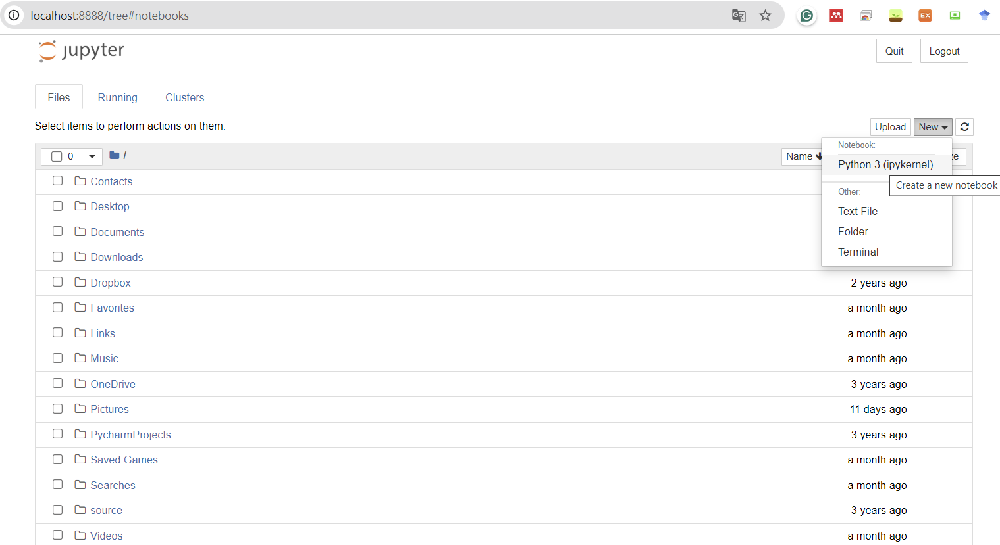 localhost:8888/tree#notebooks
jupyter
Quit Logout
Files Running Clusters
Select items to perform actions on them.
Upload New
0 / Name
Notebook:
Python 3 (ipykernel)
Create a new notebook
Other:
Text File
Folder
Terminal
Contacts
Desktop
Documents
Downloads
Dropbox 2 years ago
Favorites a month ago
Links a month ago
Music a month ago
OneDrive 3 years ago
Pictures 11 days ago
PycharmProjects 3 years ago
Saved Games a month ago
Searches a month ago
source 3 years ago
Videos a month ago